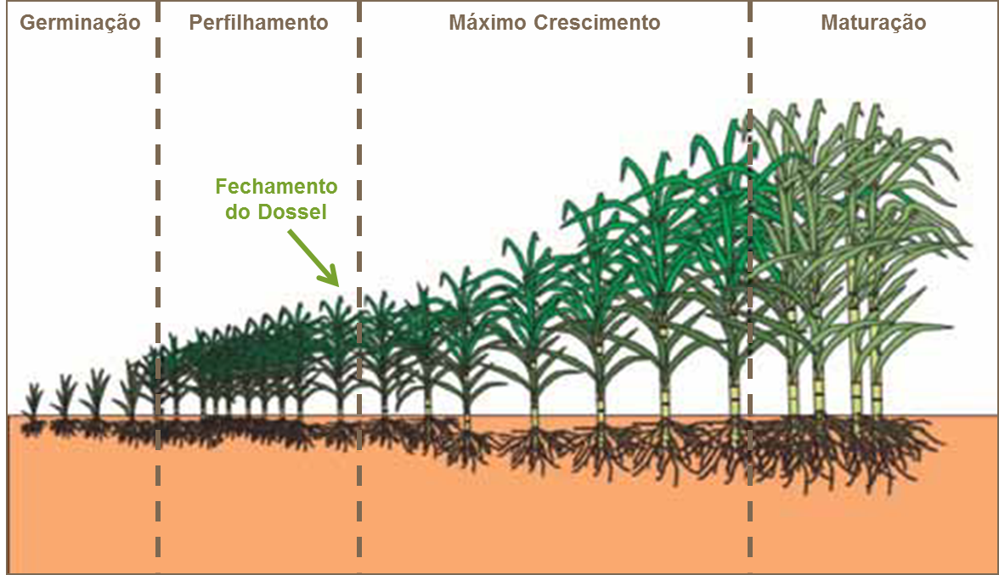 Germinação
Perfilhamento
Máximo Crescimento
Maturação
Fechamento
do Dossel